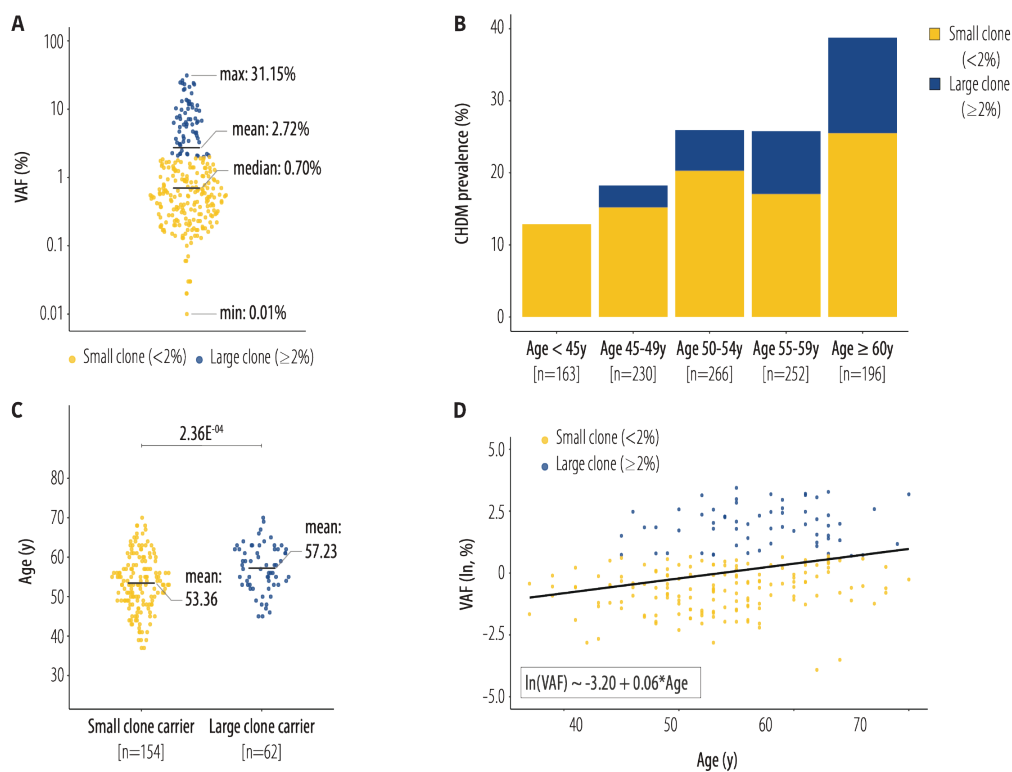 A
100
10
1
0.1
0.01
VAF (%)
max: 31.15%
mean: 2.72%
median: 0.70%
min: 0.01%
Small clone (<2%)
Large clone (≥2%)
B
40
30
20
10
0
CHDM prevalence (%)
Small clone
(<2%)
Large clone
(≥2%)
Age < 45y
[n=163]
Age 45-49y
[n=230]
Age 50-54y
[n=266]
Age 55-59y
[n=252]
Age ≥ 60y
[n=196]
C
2.36E-04
80
70
60
50
40
30
Age (y)
mean:
53.36
mean:
57.23
Small clone carrier
[n=154]
Large clone carrier
[n=62]
D
Small clone (<2%)
Large clone (≥2%)
5.0
2.5
0
-2.5
-5.0
VAF (ln, %)
ln(VAF) ~ -3.20 + 0.06*Age
40
50
60
70
Age (y)